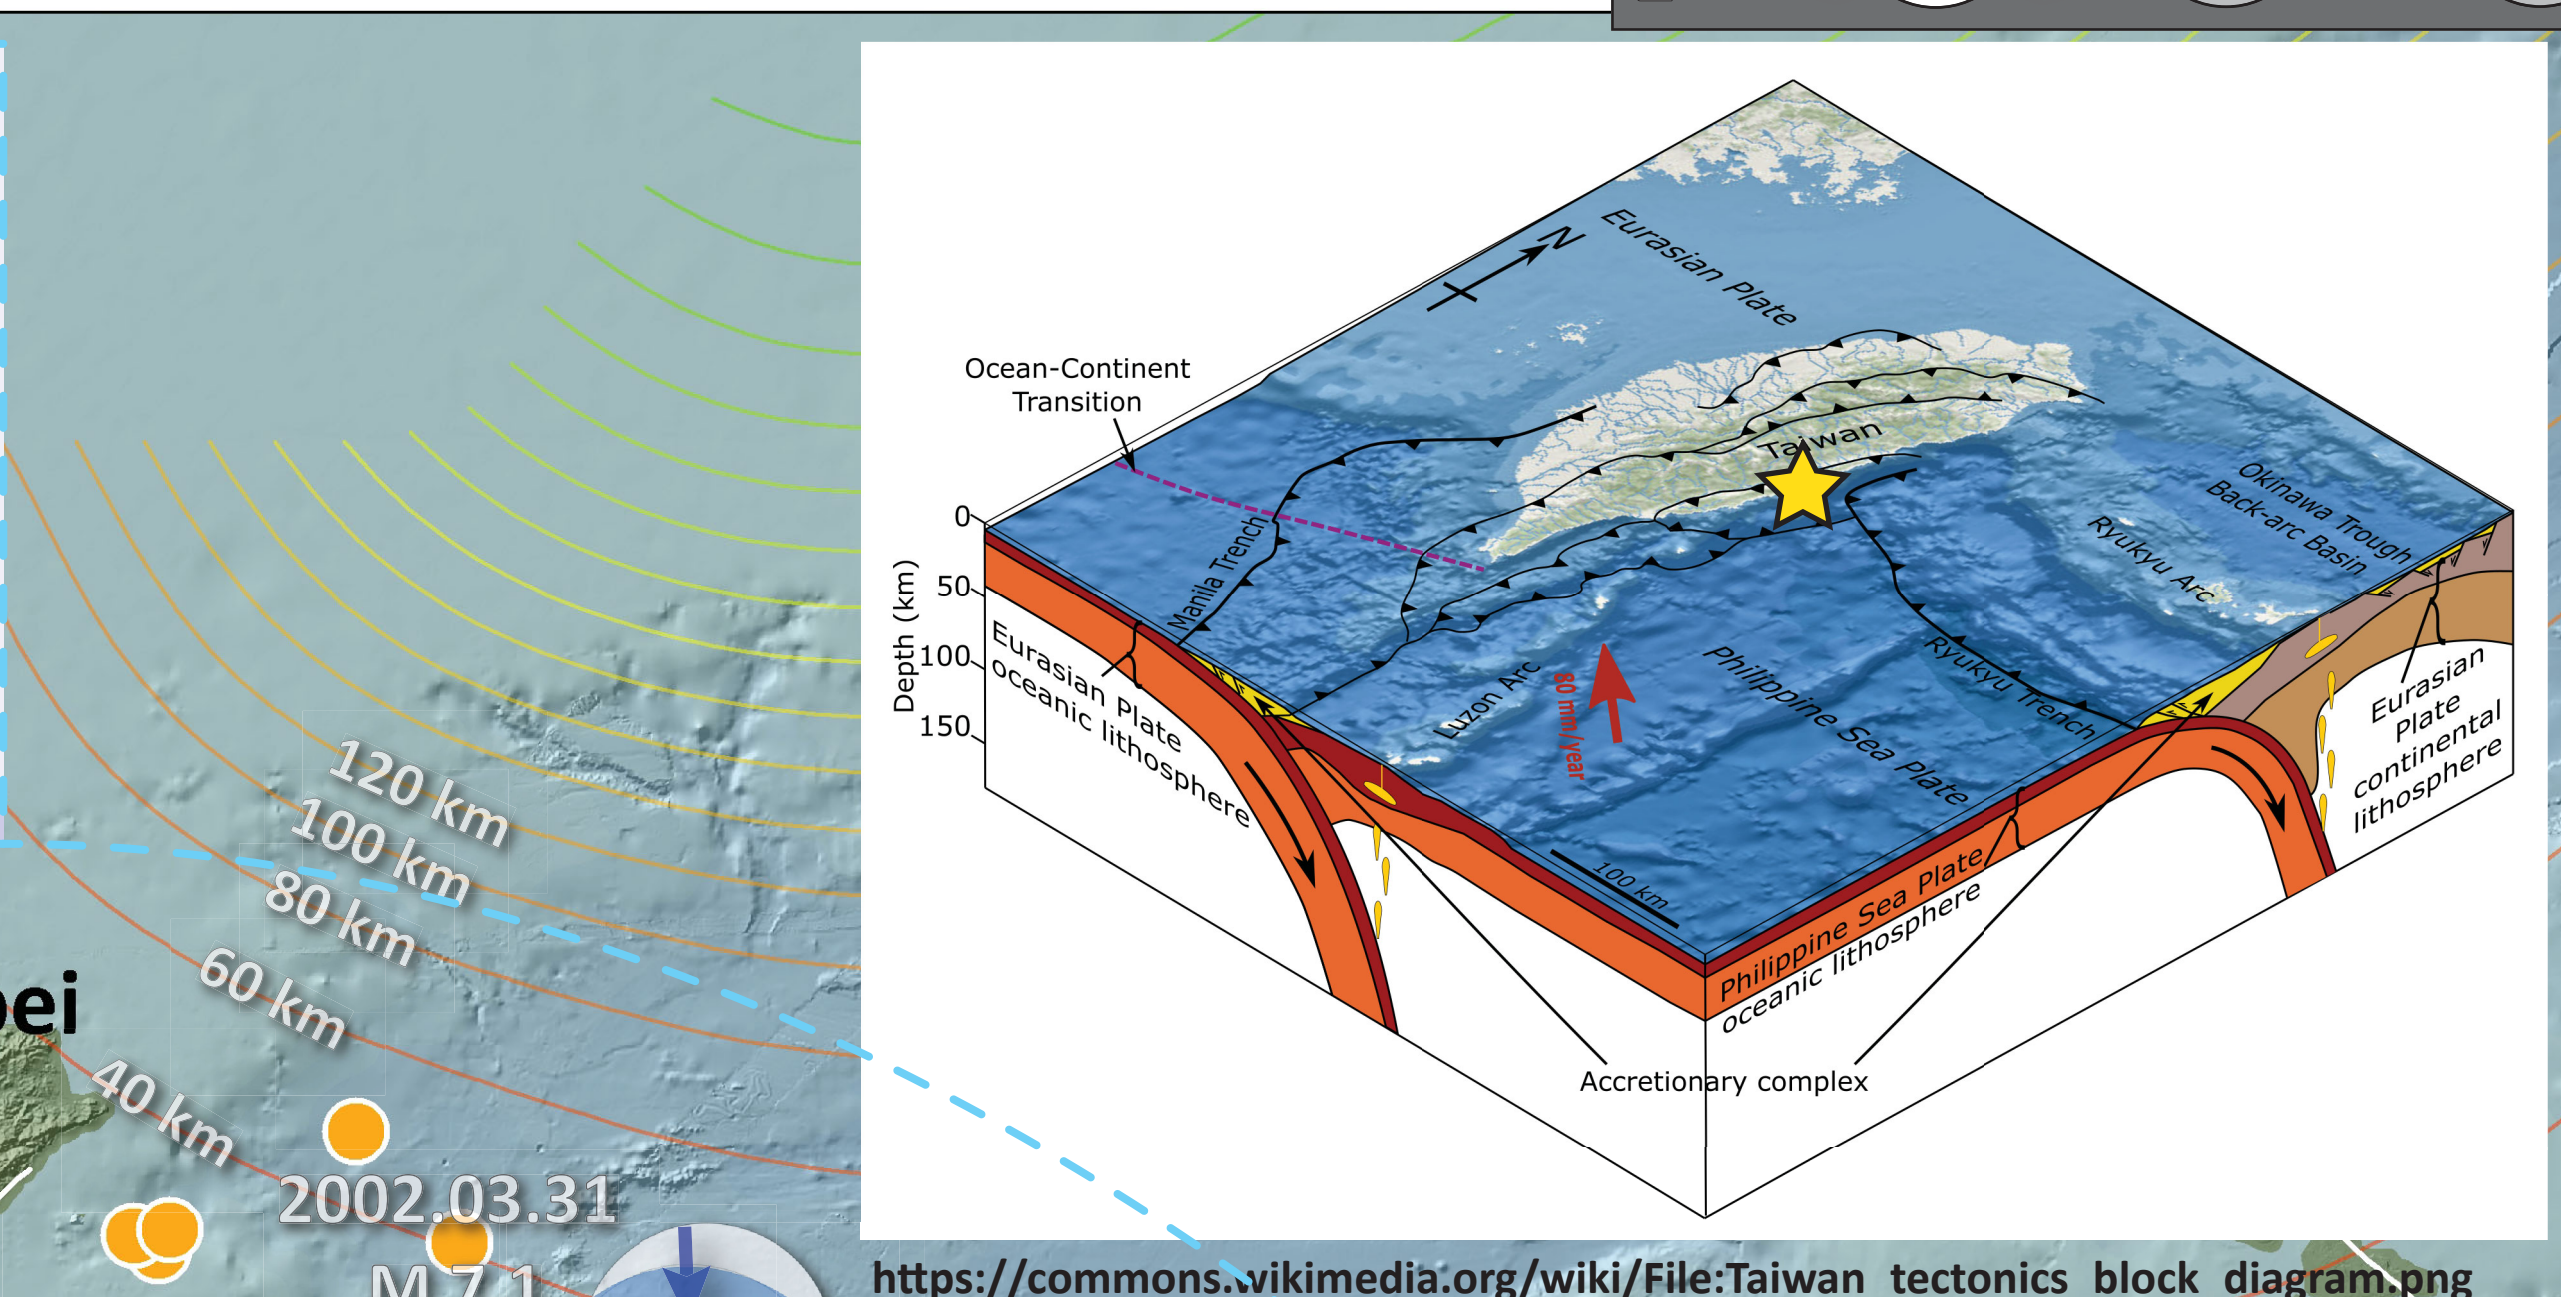 N
Eurasian Plate
Ocean-Continent
Transition
Taiwan
Okinawa Trough
Back-arc Basin
Ryukyu Arc
Manila Trench
0
50
100
150
Depth (km)
Eurasian Plate
oceanic lithosphere
Luzon Arc
80 mm/year
Philippine Sea Plate
Ryukyu Trench
Eurasian
Plate
continental
lithosphere
100 km
Philippine Sea Plate
oceanic lithosphere
Accretionary complex
120 km
100 km
80 km
60 km
40 km
ei
2002.03.31
M 7.1
https://commons.wikimedia.org/wiki/File:Taiwan_tectonics_block_diagram.png